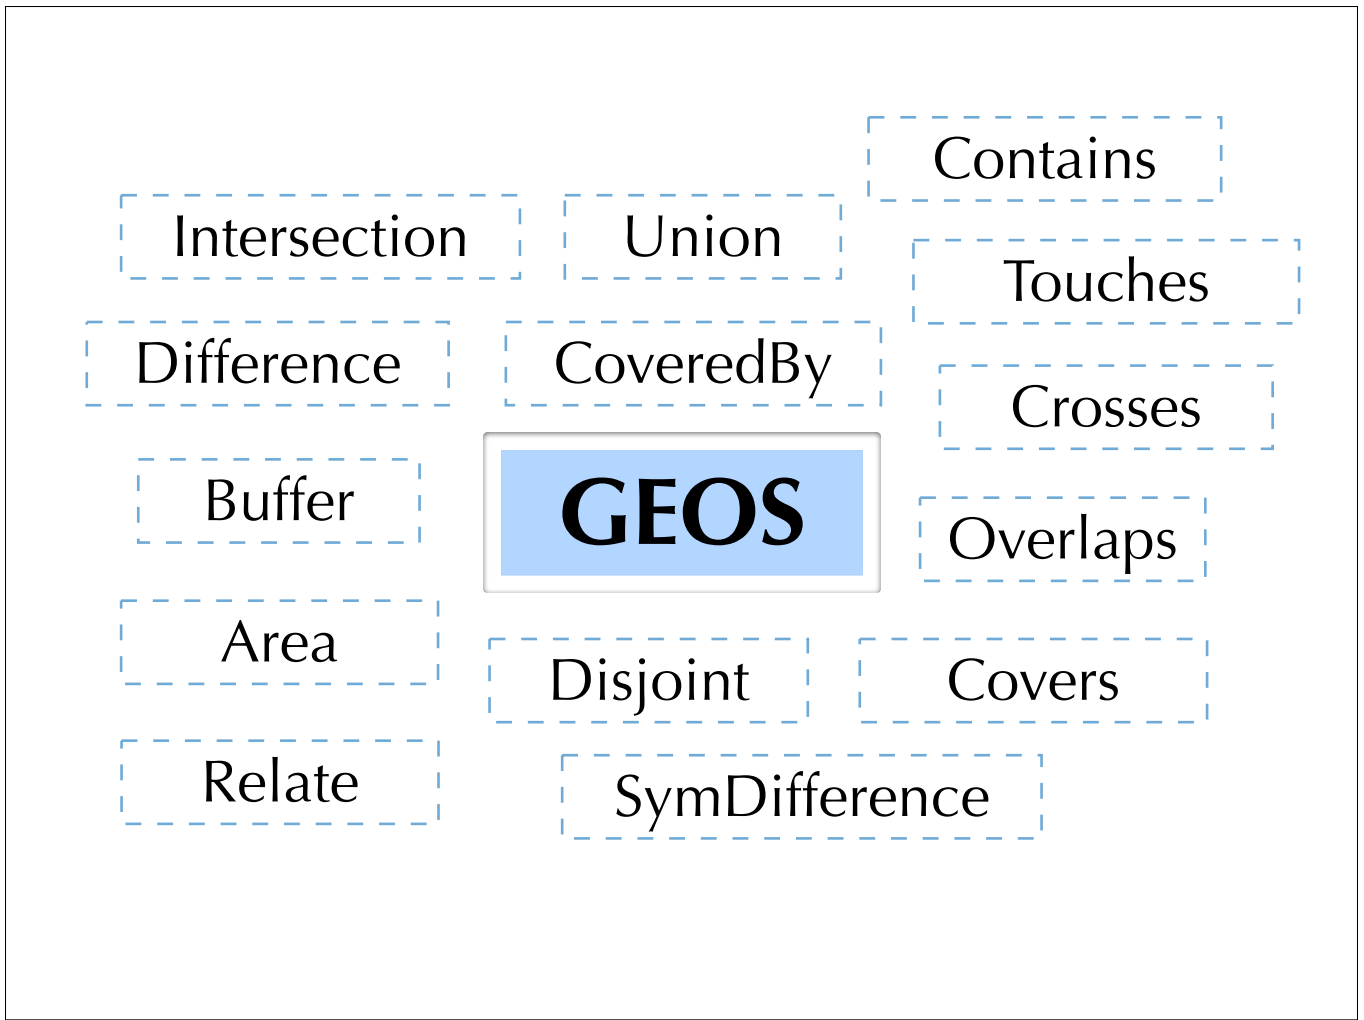 Contains
Intersection
Union
Touches
Difference
CoveredBy
Crosses
Buffer
GEOS
Overlaps
Area
Disjoint
Covers
Relate
SymDifference